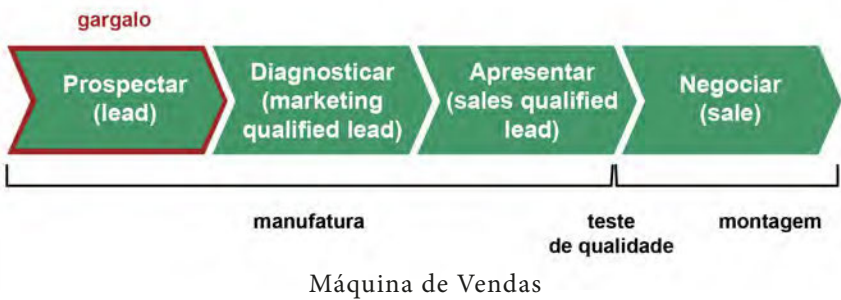 gargalo
Prospectar
(lead)
Diagnosticar
(marketing
qualified lead)
Apresentar
(sales qualified
lead)
Negociar
(sale)
manufatura
teste
de qualidade
montagem
Máquina de Vendas